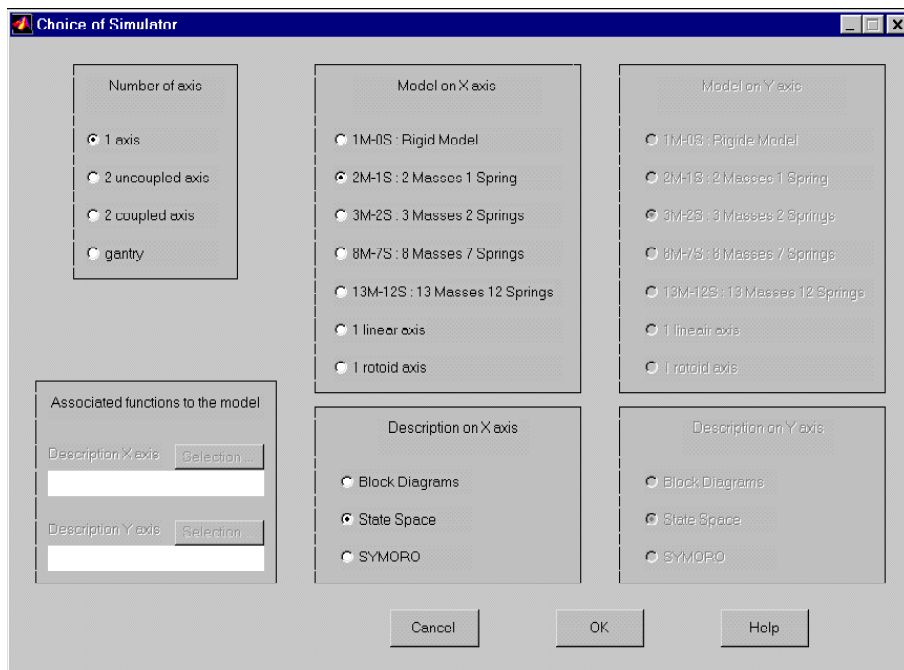 Choice of Simulator
Number of axis
1 axis
2 uncoupled axis
2 coupled axis
gantry
Model on X axis
1M-0S : Rigid Model
2M-1S : 2 Masses 1 Spring
3M-2S : 3 Masses 2 Springs
8M-7S : 8 Masses 7 Springs
13M-12S : 13 Masses 12 Springs
1 linear axis
1 rotoid axis
Model on Y axis
1M-0S : Rigide Model
2M-1S : 2 Masses 1 Spring
3M-2S : 3 Masses 2 Springs
8M-7S : 8 Masses 7 Springs
13M-12S : 13 Masses 12 Springs
1 lineair axis
1 rotoid axis
Associated functions to the model
Description X axis
Selection ...
Description Y axis
Selection ...
Description on X axis
Block Diagrams
State Space
SYMORO
Description on Y axis
Block Diagrams
State Space
SYMORO
Cancel
OK
Help